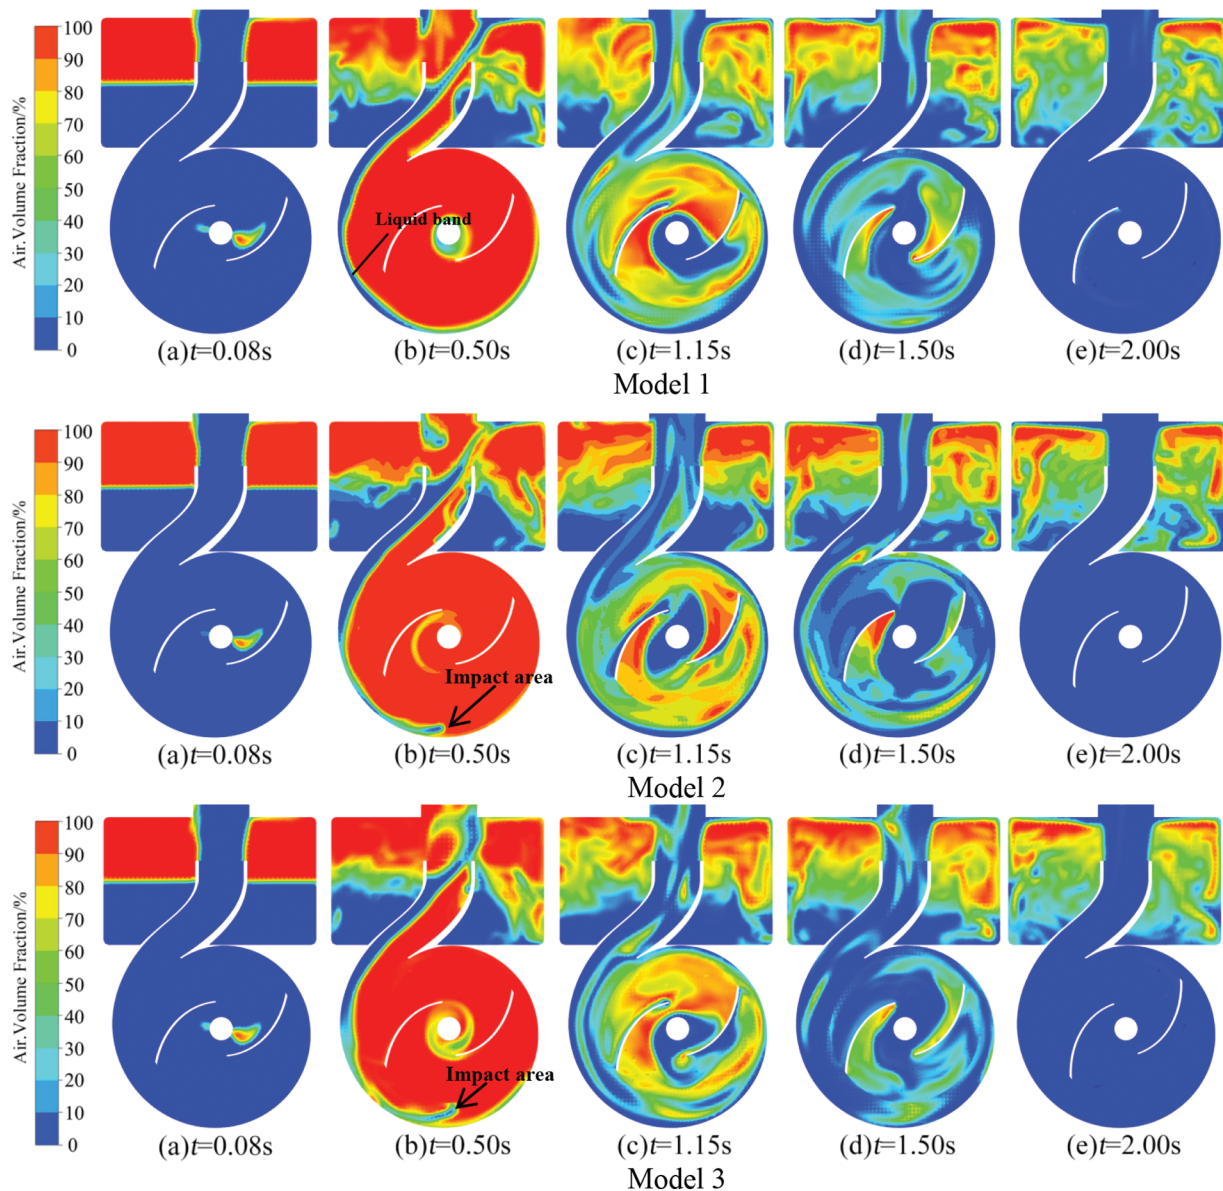 Air. Volume Fraction/%
100
90
80
70
60
50
40
30
20
10
0
Liquid band
(a)t=0.08s
(b)t=0.50s
(c)t=1.15s
(d)t=1.50s
(e)t=2.00s
Model 1
Air. Volume Fraction/%
100
90
80
70
60
50
40
30
20
10
0
Impact area
(a)t=0.08s
(b)t=0.50s
(c)t=1.15s
(d)t=1.50s
(e)t=2.00s
Model 2
Air. Volume Fraction/%
100
90
80
70
60
50
40
30
20
10
0
Impact area
(a)t=0.08s
(b)t=0.50s
(c)t=1.15s
(d)t=1.50s
(e)t=2.00s
Model 3